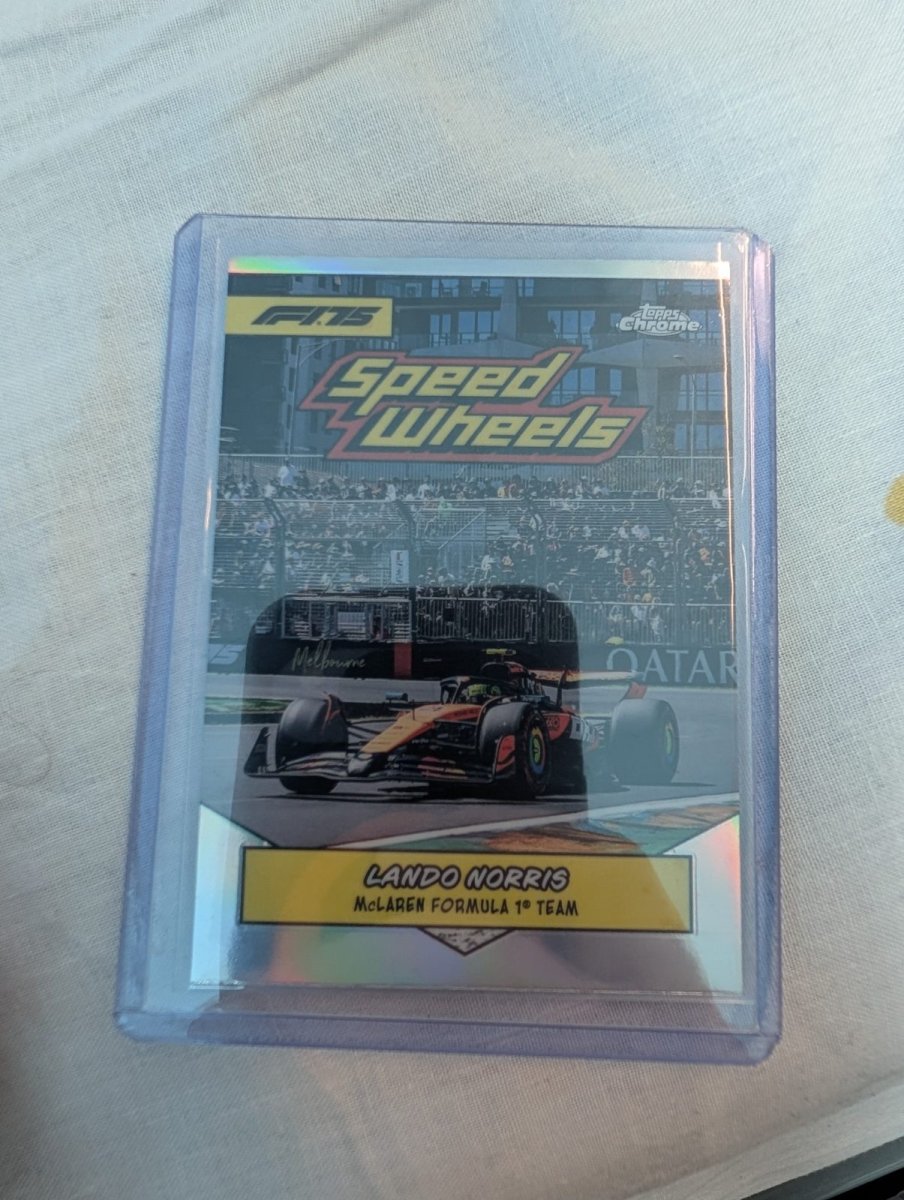 F1.75
Topps
Chrome
Speed
Wheels
Melbourne
QATAR
LANDO NORRIS
McLAREN FORMULA 1® TEAM